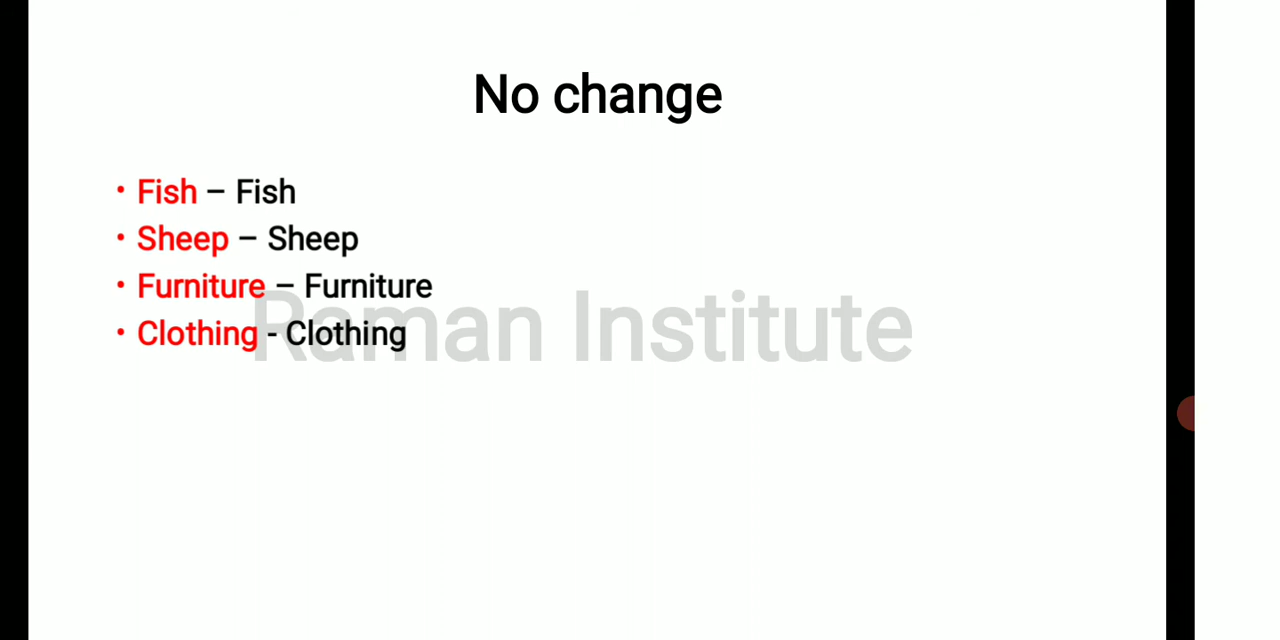 No change
• Fish – Fish
• Sheep – Sheep
• Furniture – Furniture
• Clothing - Clothing
Raman Institute